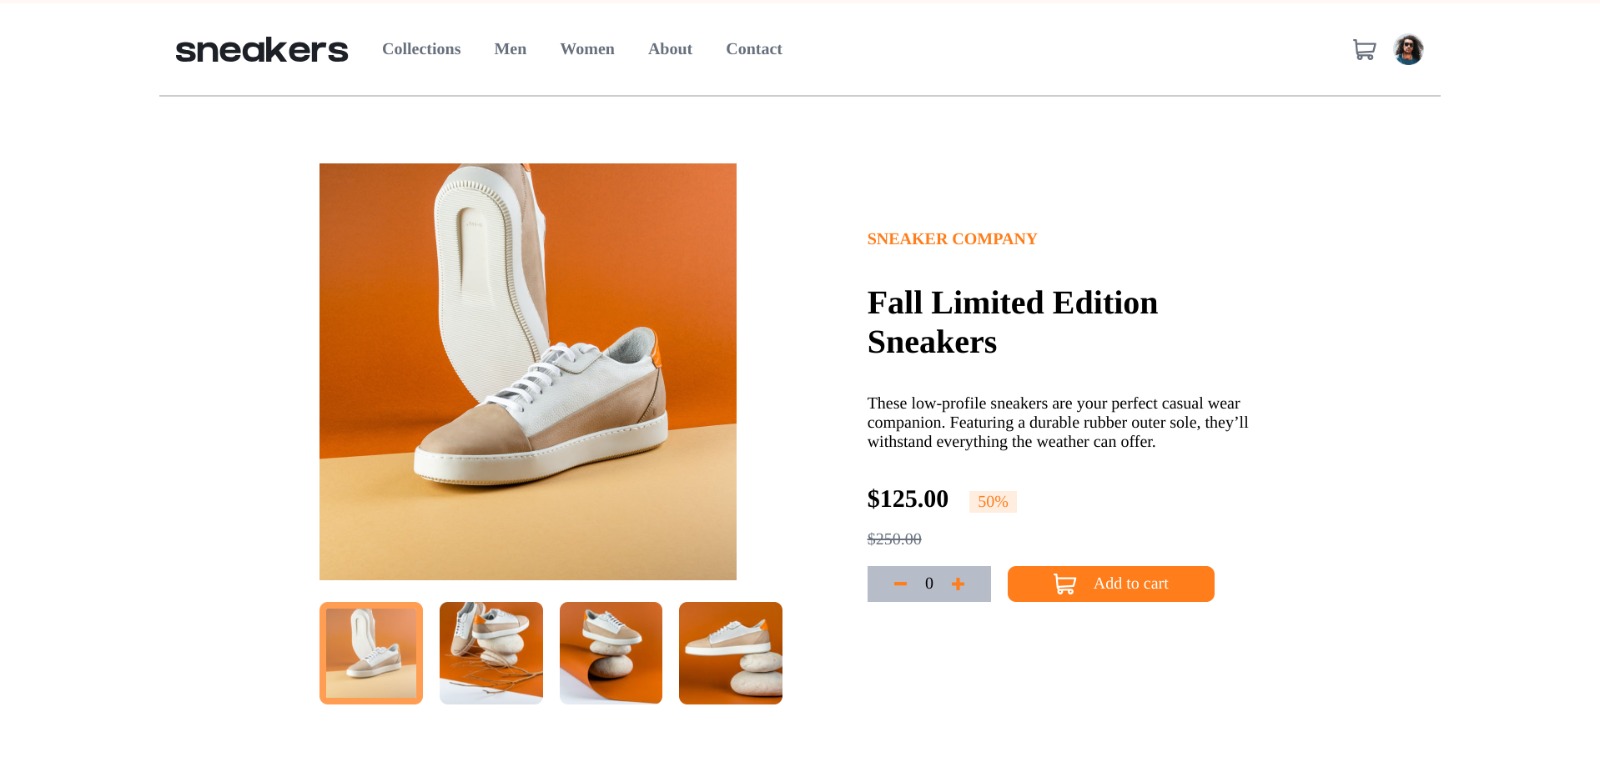 sneakers Collections Men Women About Contact
SNEAKER COMPANY
Fall Limited Edition
Sneakers
These low-profile sneakers are your perfect casual wear
companion. Featuring a durable rubber outer sole, they’ll
withstand everything the weather can offer.
$125.00 50%
$250.00
0 Add to cart